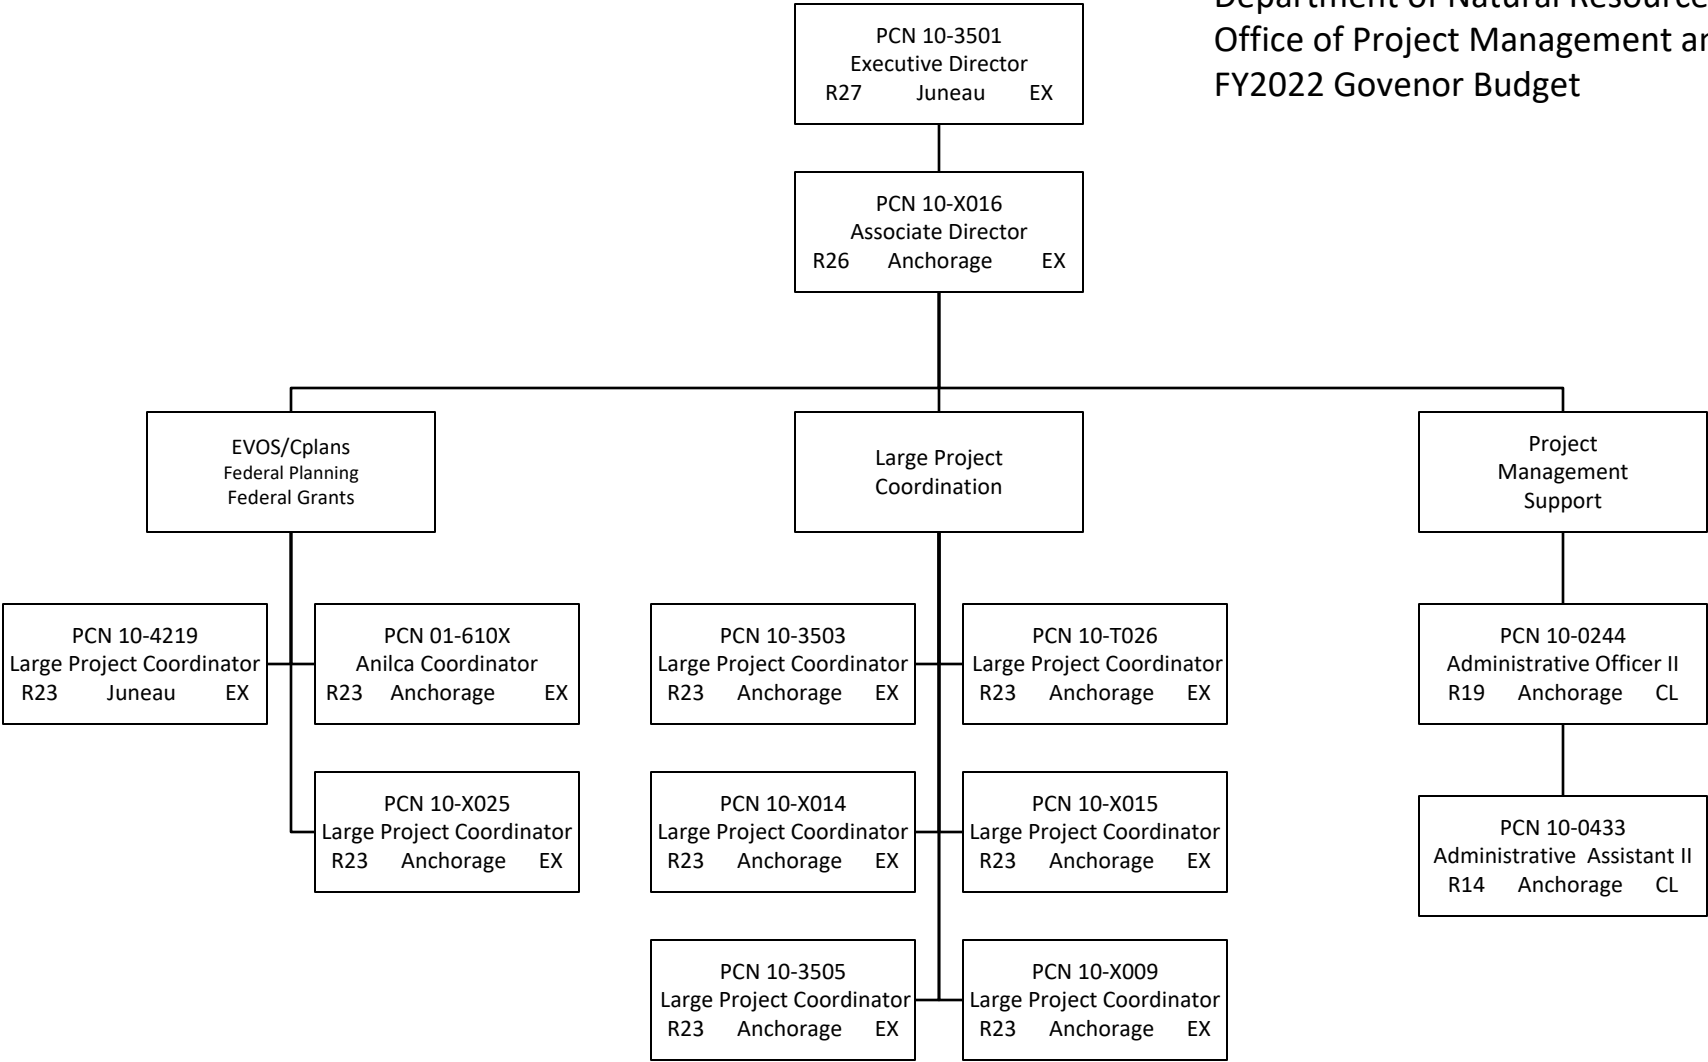 Office of Project Management
FY2022 Govenor Budget
PCN 10-3501
Executive Director
R27 Juneau EX
PCN 10-X016
Associate Director
R26 Anchorage EX
EVOS/Cplans
Federal Planning
Federal Grants
Large Project
Coordination
Project
Management
Support
PCN 10-4219
Large Project Coordinator
R23 Juneau EX
PCN 01-610X
Anilca Coordinator
R23 Anchorage EX
PCN 10-X025
Large Project Coordinator
R23 Anchorage EX
PCN 10-3503
Large Project Coordinator
R23 Anchorage EX
PCN 10-T026
Large Project Coordinator
R23 Anchorage EX
PCN 10-X014
Large Project Coordinator
R23 Anchorage EX
PCN 10-X015
Large Project Coordinator
R23 Anchorage EX
PCN 10-3505
Large Project Coordinator
R23 Anchorage EX
PCN 10-X009
Large Project Coordinator
R23 Anchorage EX
PCN 10-0244
Administrative Officer II
R19 Anchorage CL
PCN 10-0433
Administrative Assistant II
R14 Anchorage CL